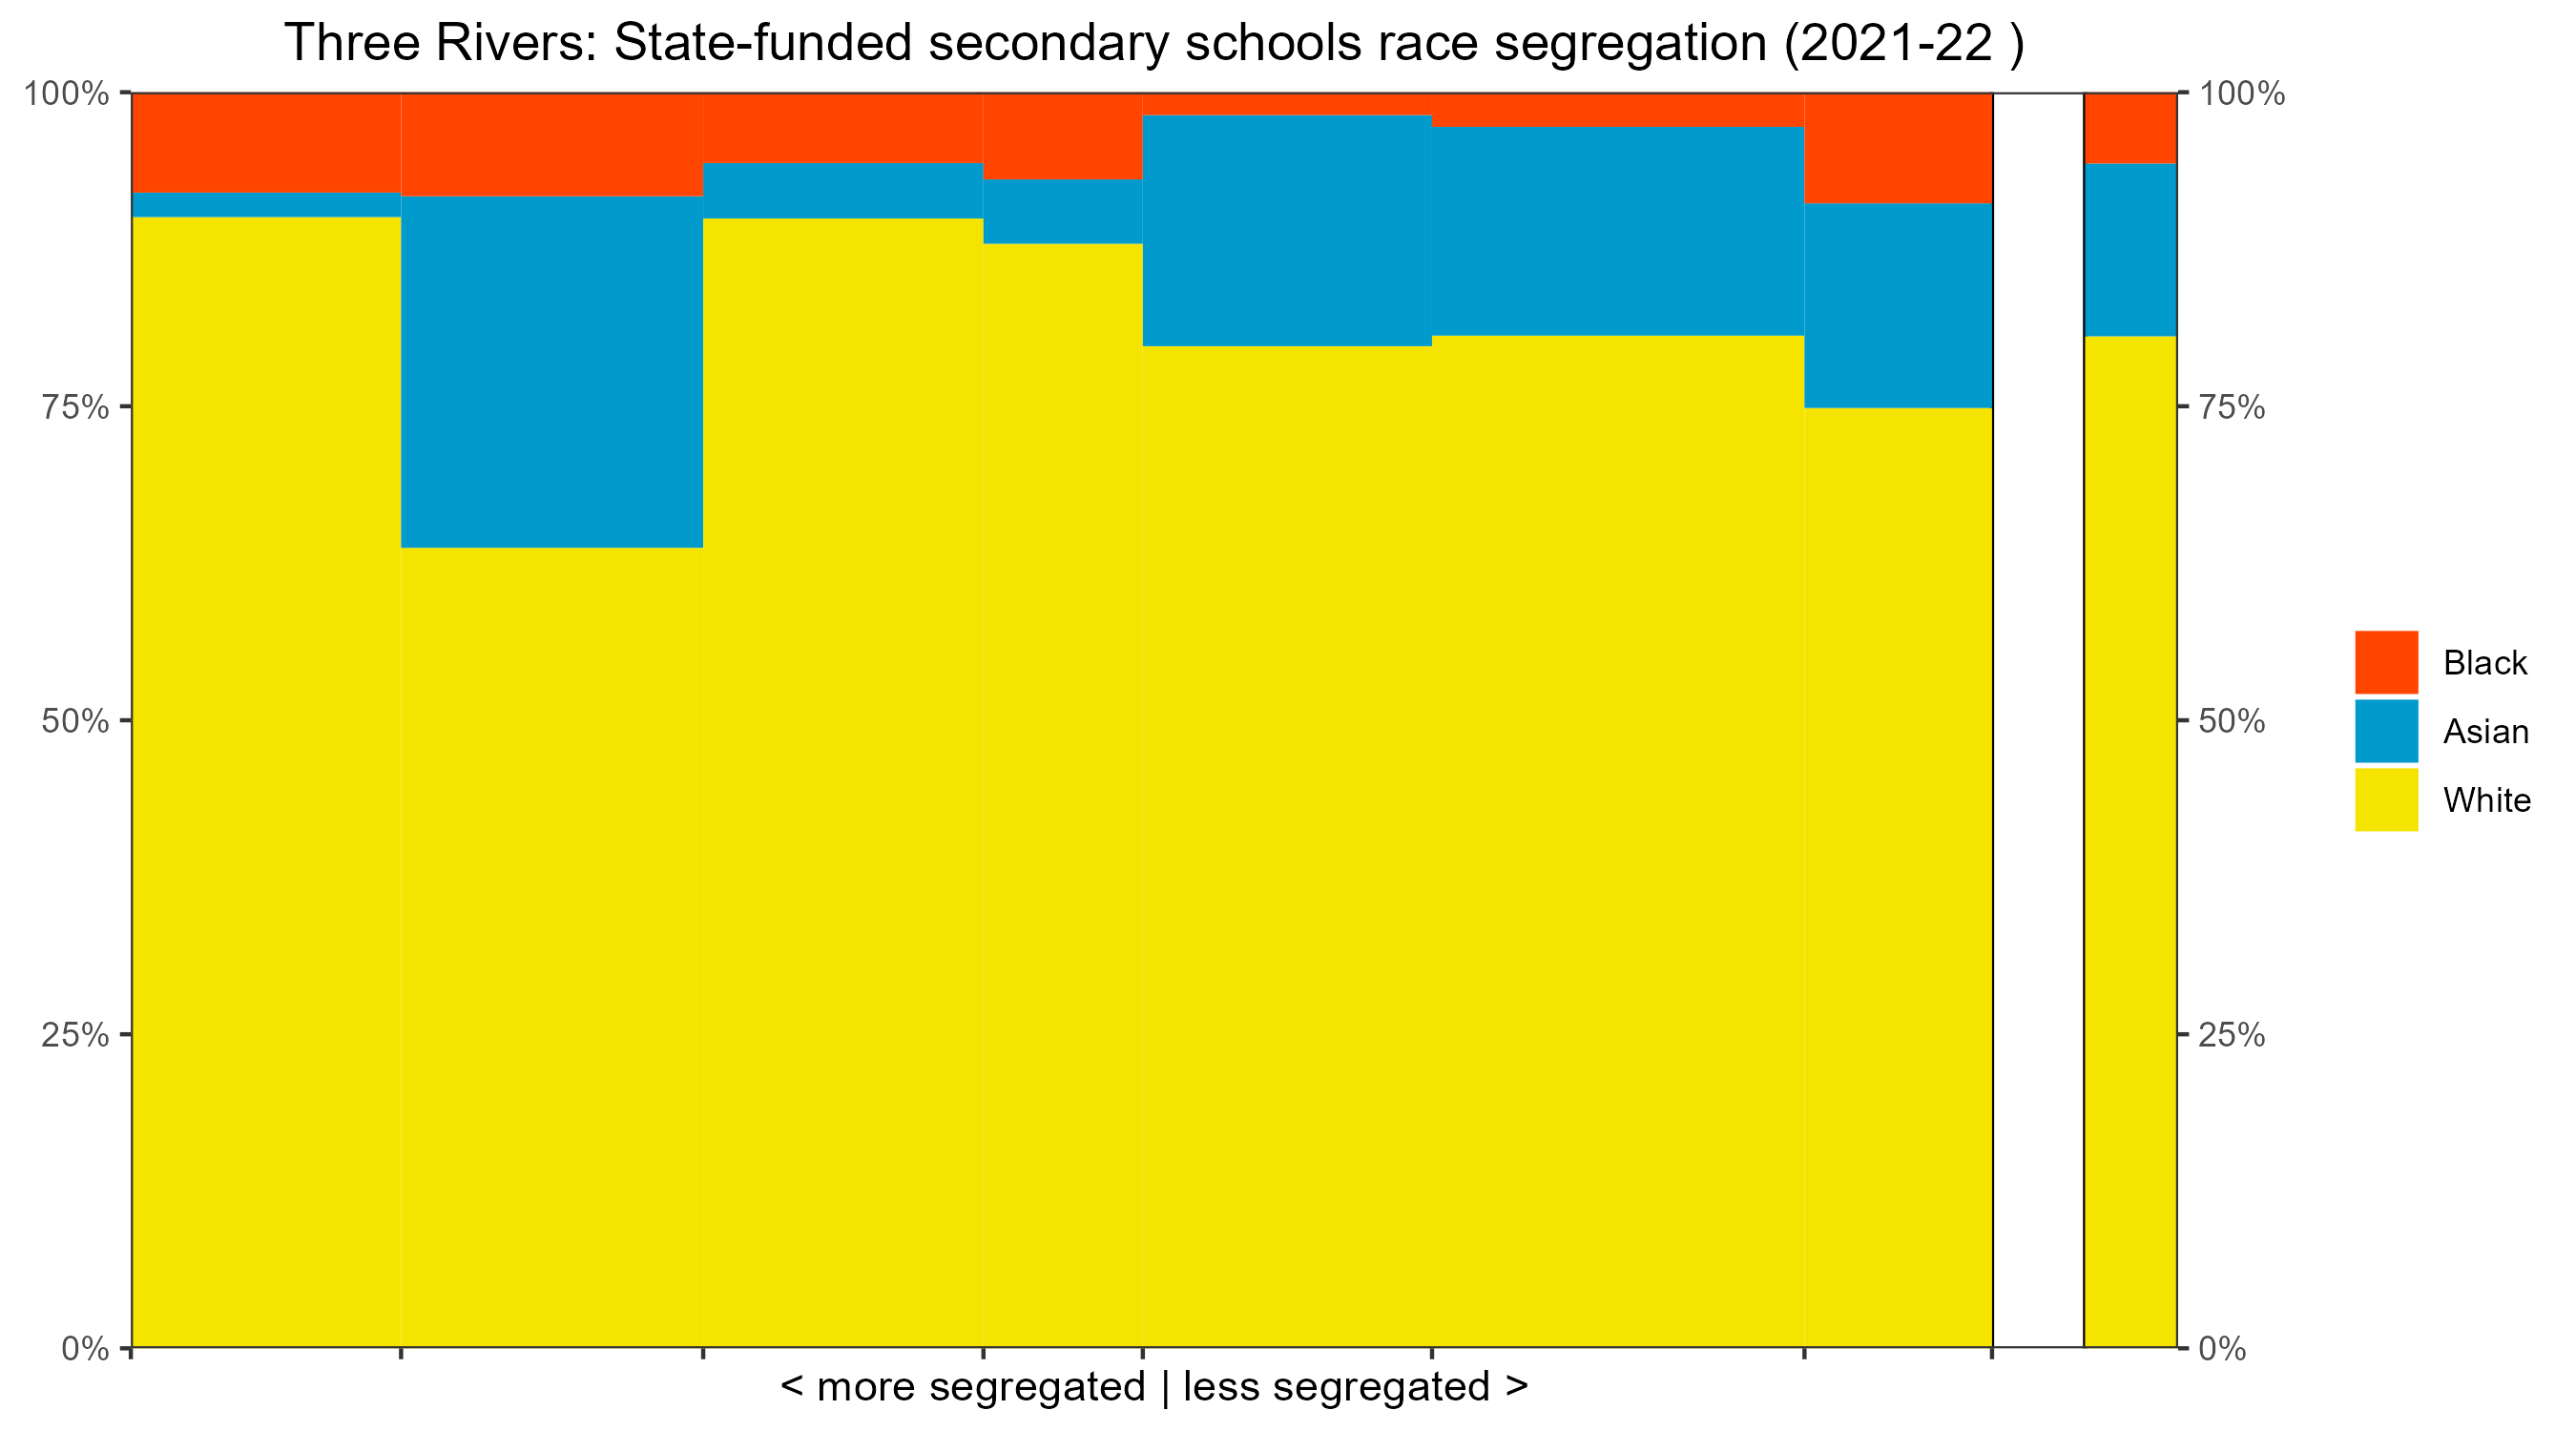 Three Rivers: State-funded secondary schools race segregation (2021-22 )
100%
75%
50%
25%
0%
100%
75%
50%
25%
0%
Black
Asian
White
< more segregated | less segregated >